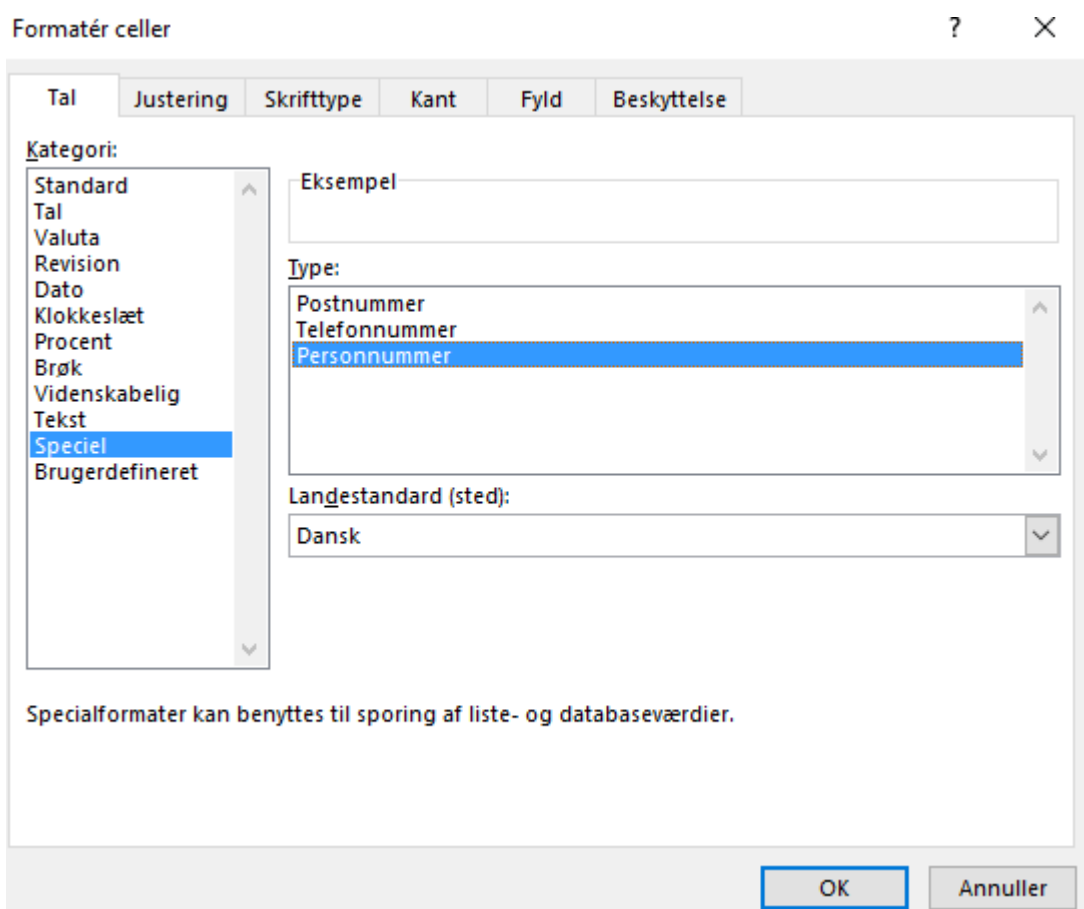 Formatér celler ?
Tal Justering Skrifttype Kant Fyld Beskyttelse
Kategori:
Standard
Tal
Valuta
Revision
Dato
Klokkeslæt
Procent
Brøk
Videnskabelig
Tekst
Speciel
Brugerdefineret
Eksempel
Type:
Postnummer
Telefonnummer
Personnummer
Landestandard (sted):
Dansk
Specialformater kan benyttes til sporing af liste- og databaseværdier.
OK Annuller